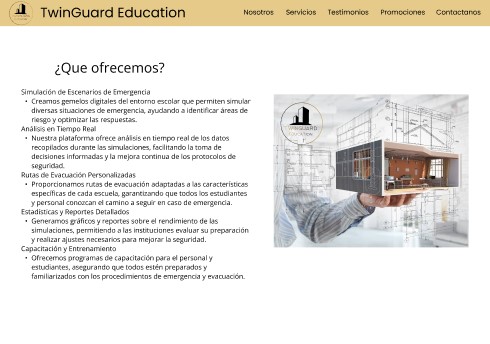 TwinGuard Education
Nosotros Servicios Testimonios Promociones Contactanos
¿Que ofrecemos?
Simulación de Escenarios de Emergencia
• Creamos gemelos digitales del entorno escolar que permiten simular
diversas situaciones de emergencia, ayudando a identificar áreas de
riesgo y optimizar las respuestas.
Análisis en Tiempo Real
• Nuestra plataforma ofrece análisis en tiempo real de los datos
recopilados durante las simulaciones, facilitando la toma de
decisiones informadas y la mejora continua de los protocolos de
seguridad.
Rutas de Evacuación Personalizadas
• Proporcionamos rutas de evacuación adaptadas a las características
específicas de cada escuela, garantizando que todos los estudiantes
y personal conozcan el camino a seguir en caso de emergencia.
Estadísticas y Reportes Detallados
• Generamos gráficos y reportes sobre el rendimiento de las
simulaciones, permitiendo a las instituciones evaluar su preparación
y realizar ajustes necesarios para mejorar la seguridad.
Capacitación y Entrenamiento
• Ofrecemos programas de capacitación para el personal y
estudiantes, asegurando que todos estén preparados y
familiarizados con los procedimientos de emergencia y evacuación.
TWINGUARD
EDUCATION